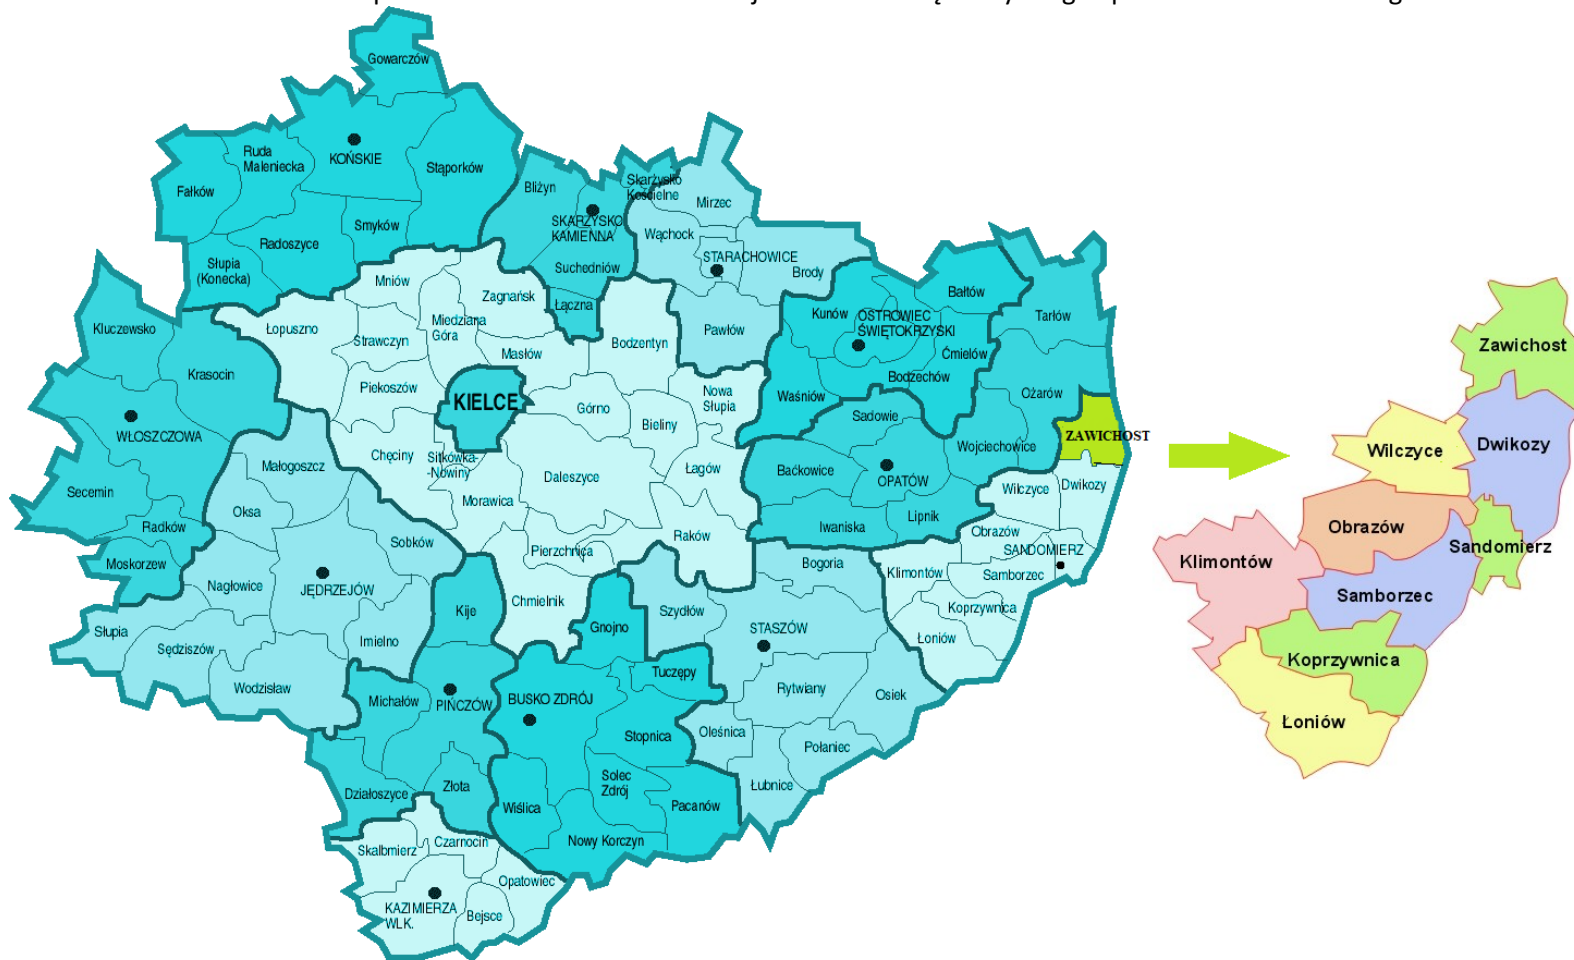 Gowarczów
Ruda
Maleniecka
KOŃSKIE
Stąporków
Fałków
Smyków
Radoszyce
Słupia
(Konecka)
Bliżyn
Skarżysko
Kościelne
SKARŻYSKO
KAMIENNA
Suchedniów
Łączna
Mirzec
Wąchock
STARACHOWICE
Brody
Pawłów
Mniów
Zagnańsk
Łopuszno
Miedziana
Góra
Strawczyn
Masłów
Bodzentyn
Piekoszów
KIELCE
Górno
Nowa
Słupia
Bieliny
Chęciny
Sitkówka-
-Nowiny
Daleszyce
Łagów
Morawica
Pierzchnica
Raków
Chmielnik
Kunów
OSTROWIEC
ŚWIĘTOKRZYSKI
Bałtów
Ćmielów
Bodzechów
Waśniów
Tarłów
Ożarów
Sadowie
Wojciechowice
Baćkowice
OPATÓW
Iwaniska
Lipnik
ZAWICHOST
Wilczyce
Dwikozy
Obrazów
SANDOMIERZ
Klimontów
Samborzec
Koprzywnica
Łoniów
Kluczewsko
Krasocin
WŁOSZCZOWA
Secemin
Radków
Moskorzew
Małogoszcz
Oksa
Sobków
Nagłowice
JĘDRZEJÓW
Słupia
Sędziszów
Imielno
Wodzisław
Kije
Michałów
PIŃCZÓW
Działoszyce
Złota
Gnojno
BUSKO ZDRÓJ
Tuczępy
Stopnica
Solec
Zdrój
Wiślica
Pacanów
Nowy Korczyn
Bogoria
Szydłów
STASZÓW
Rytwiany
Osiek
Oleśnica
Połaniec
Łubnice
Skalbmierz
Czarnocin
Opatowiec
KAZIMIERZA
WLK.
Bejsce
Zawichost
Wilczyce
Dwikozy
Obrazów
Sandomierz
Klimontów
Samborzec
Koprzywnica
Łoniów